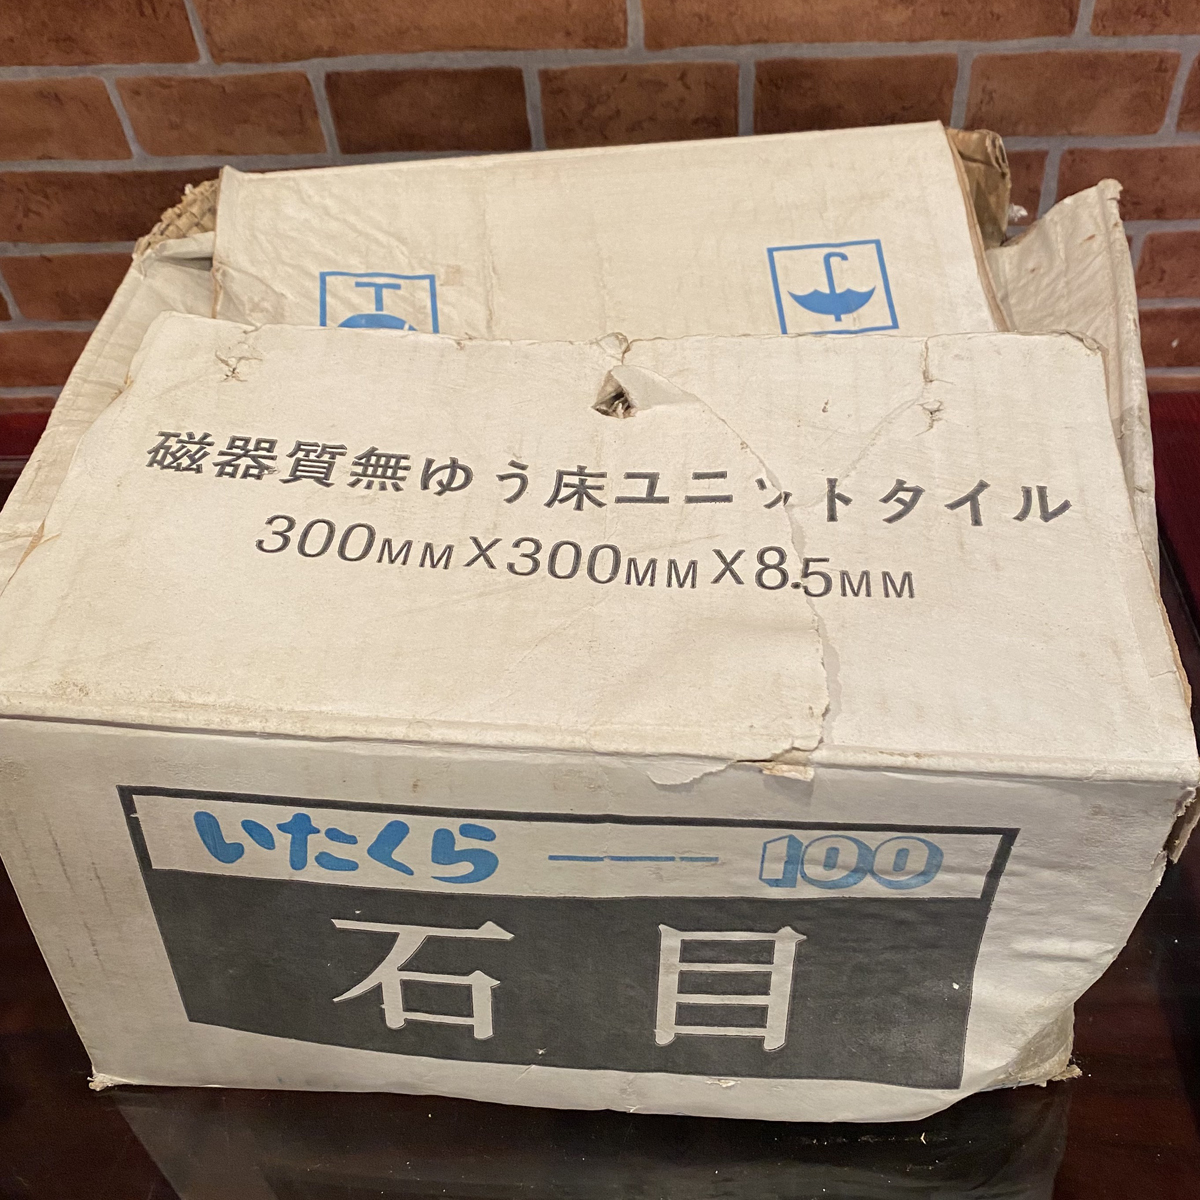 磁器質無ゆう床ユニットタイル
300MM×300MM×8.5MM
いたくら ――― 100
石目